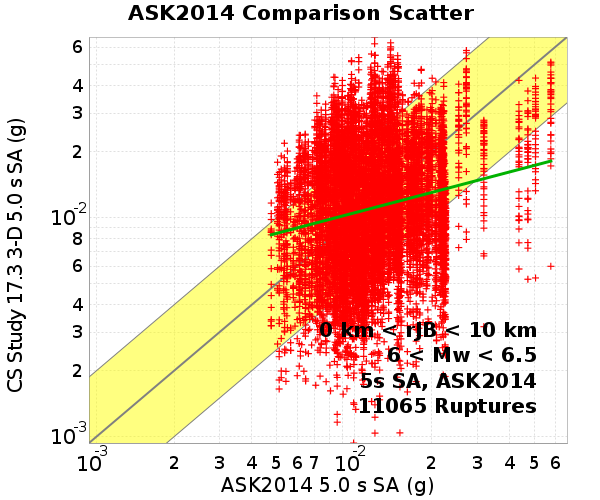 ASK2014 Comparison Scatter
CS Study 17.3 3-D 5.0 s SA (g)
6
4
3
2
10-2
8
6
4
3
2
10-3
0 km < rJB < 10 km
6 < Mw < 6.5
5s SA, ASK2014
11065 Ruptures
10-3 2 3 4 5 6 7 10-2 2 3 4 5 6
ASK2014 5.0 s SA (g)